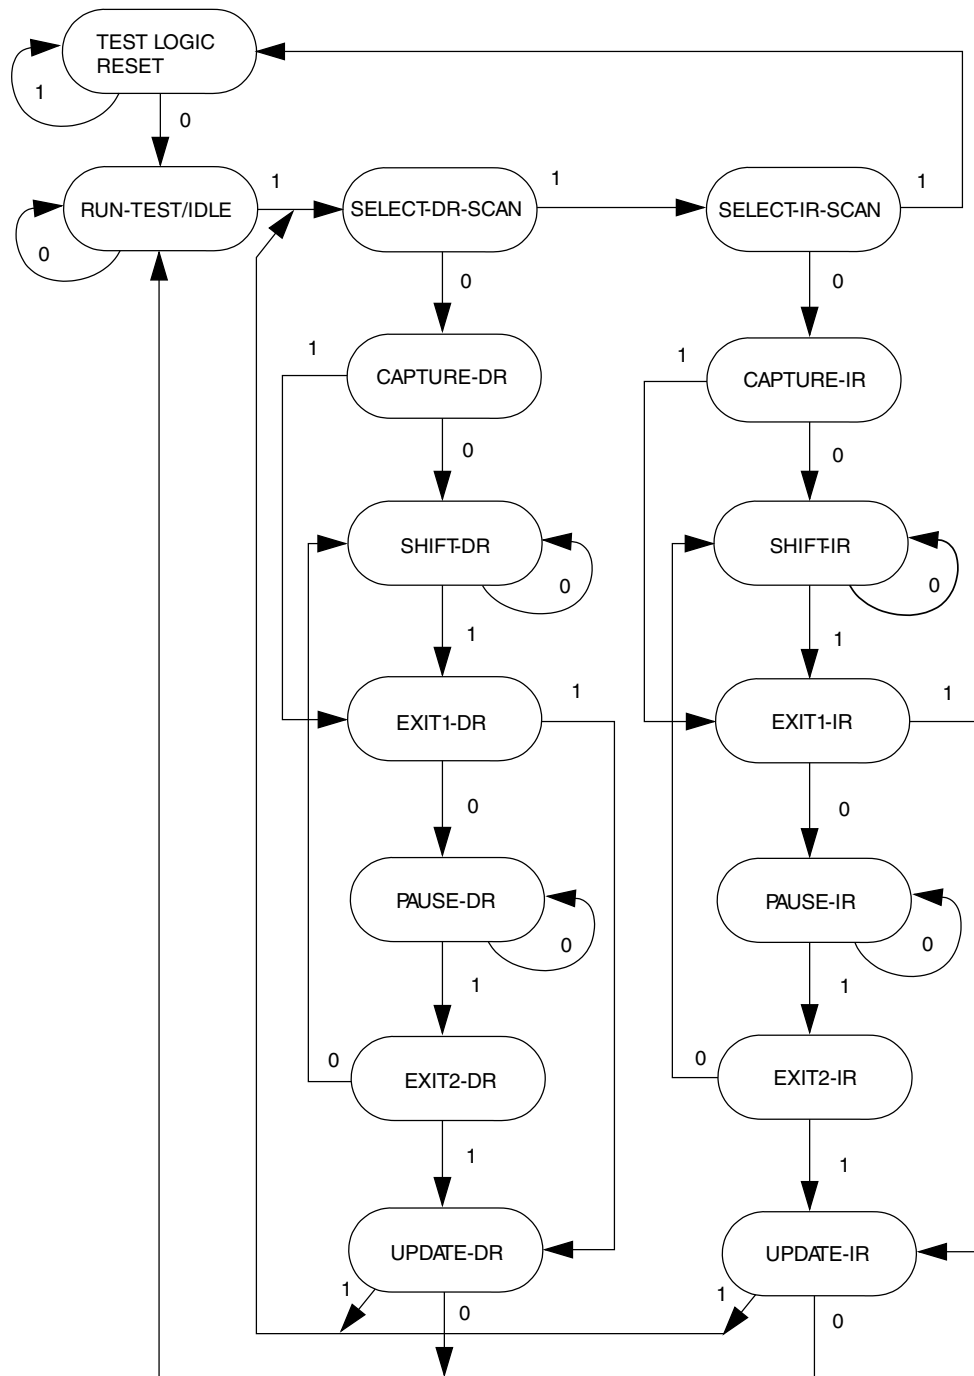 TEST LOGIC
RESET
1
0
RUN-TEST/IDLE
1
0
SELECT-DR-SCAN
1
SELECT-IR-SCAN
1
0
0
1
CAPTURE-DR
1
CAPTURE-IR
0
0
SHIFT-DR
0
SHIFT-IR
0
1
1
EXIT1-DR
1
EXIT1-IR
1
0
0
PAUSE-DR
0
PAUSE-IR
0
1
1
0
EXIT2-DR
0
EXIT2-IR
1
1
UPDATE-DR
UPDATE-IR
1
0
1
0